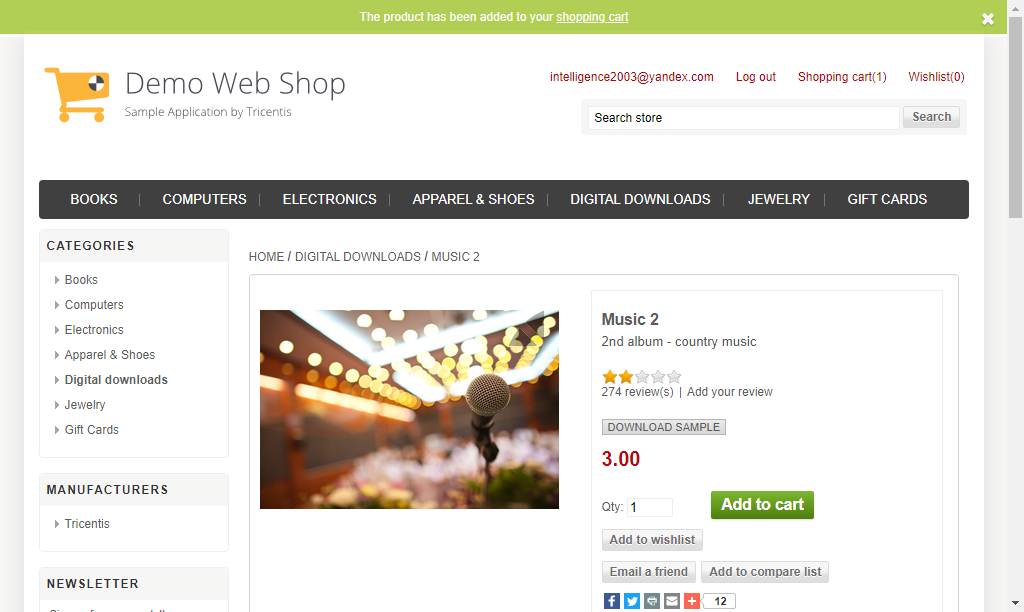 The product has been added to your shopping cart
Demo Web Shop
Sample Application by Tricentis
intelligence2003@yandex.com Log out Shopping cart(1) Wishlist(0)
Search store Search
BOOKS COMPUTERS ELECTRONICS APPAREL & SHOES DIGITAL DOWNLOADS JEWELRY GIFT CARDS
CATEGORIES
Books
Computers
Electronics
Apparel & Shoes
Digital downloads
Jewelry
Gift Cards
MANUFACTURERS
Tricentis
NEWSLETTER
HOME / DIGITAL DOWNLOADS / MUSIC 2
Music 2
2nd album - country music
274 review(s) | Add your review
DOWNLOAD SAMPLE
3.00
Qty: 1 Add to cart
Add to wishlist
Email a friend Add to compare list
12